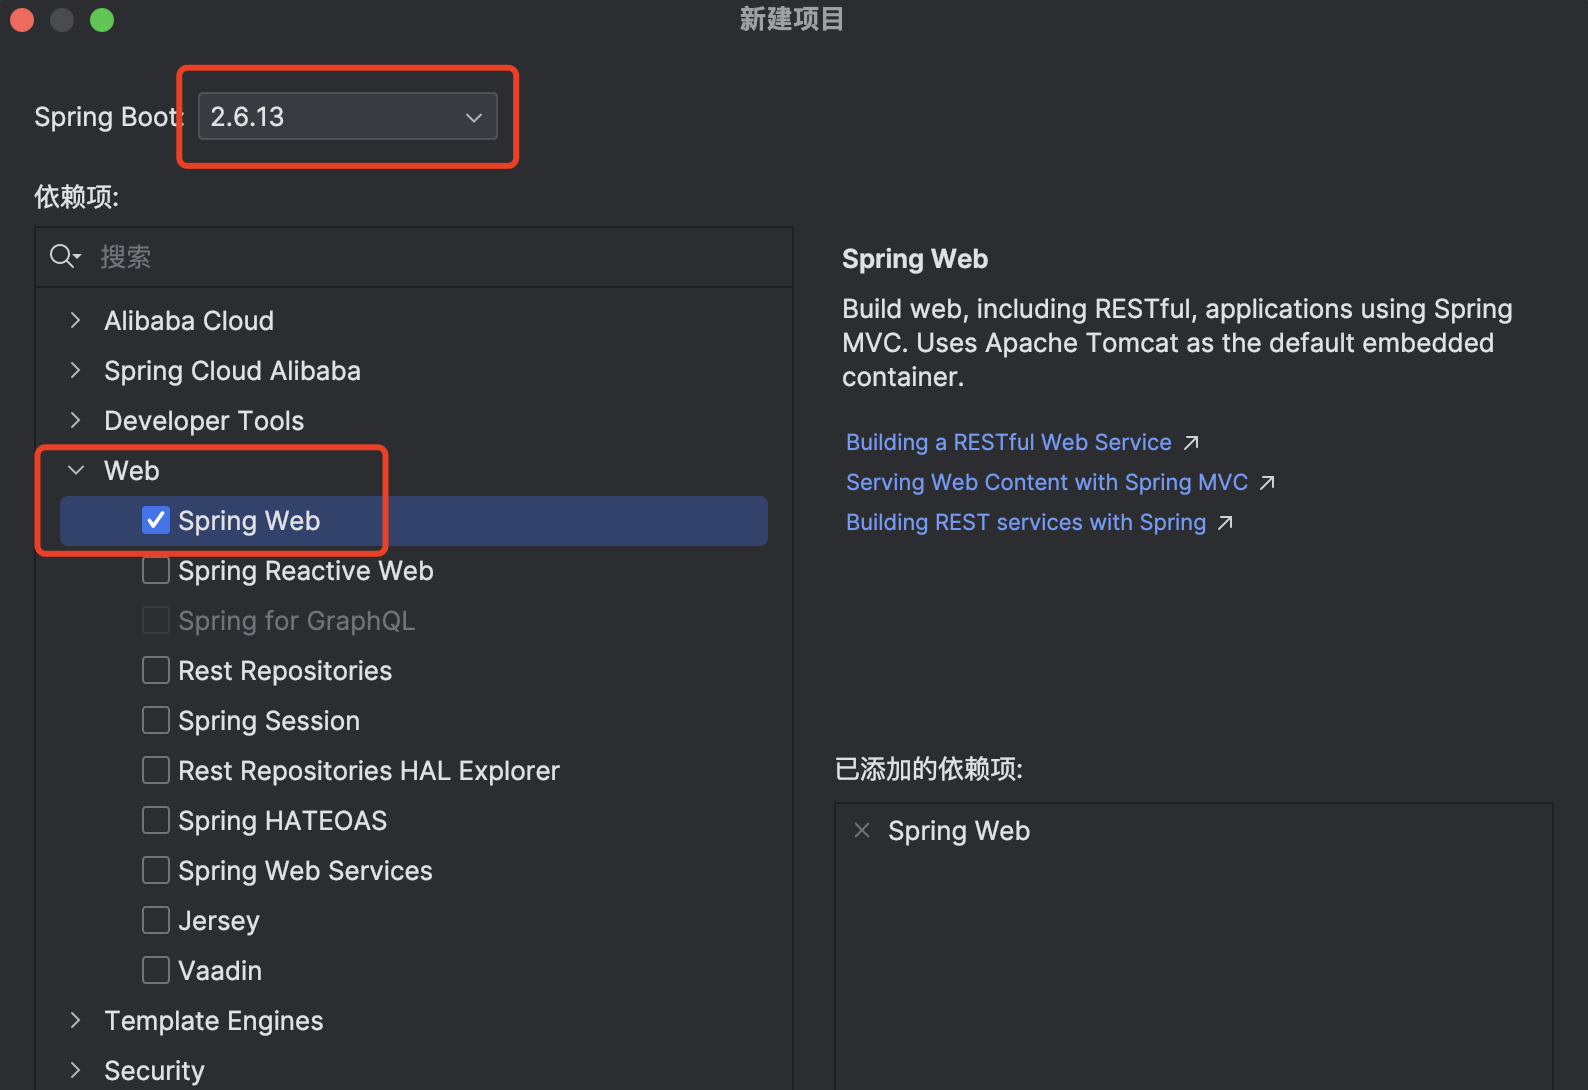 新建项目
Spring Boot:
2.6.13
依赖项:
搜索
Alibaba Cloud
Spring Cloud Alibaba
Developer Tools
Web
Spring Web
Spring Reactive Web
Spring for GraphQL
Rest Repositories
Spring Session
Rest Repositories HAL Explorer
Spring HATEOAS
Spring Web Services
Jersey
Vaadin
Template Engines
Security
Spring Web
Build web, including RESTful, applications using Spring
MVC. Uses Apache Tomcat as the default embedded
container.
Building a RESTful Web Service
Serving Web Content with Spring MVC
Building REST services with Spring
已添加的依赖项:
Spring Web